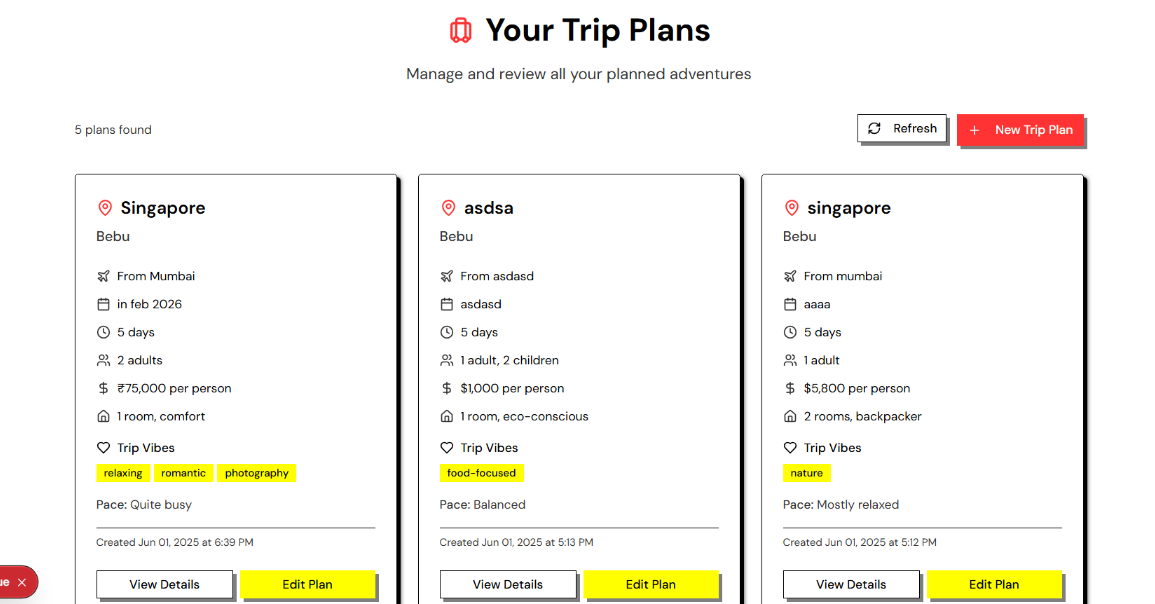 Your Trip Plans
Manage and review all your planned adventures
5 plans found
Refresh
+ New Trip Plan
Singapore
Bebu
From Mumbai
in feb 2026
5 days
2 adults
₹75,000 per person
1 room, comfort
Trip Vibes
relaxing romantic photography
Pace: Quite busy
Created Jun 01, 2025 at 6:39 PM
View Details
Edit Plan
asdsa
Bebu
From asdasd
asdasd
5 days
1 adult, 2 children
$1,000 per person
1 room, eco-conscious
Trip Vibes
food-focused
Pace: Balanced
Created Jun 01, 2025 at 5:13 PM
View Details
Edit Plan
singapore
Bebu
From mumbai
aaaa
5 days
1 adult
$5,800 per person
2 rooms, backpacker
Trip Vibes
nature
Pace: Mostly relaxed
Created Jun 01, 2025 at 5:12 PM
View Details
Edit Plan